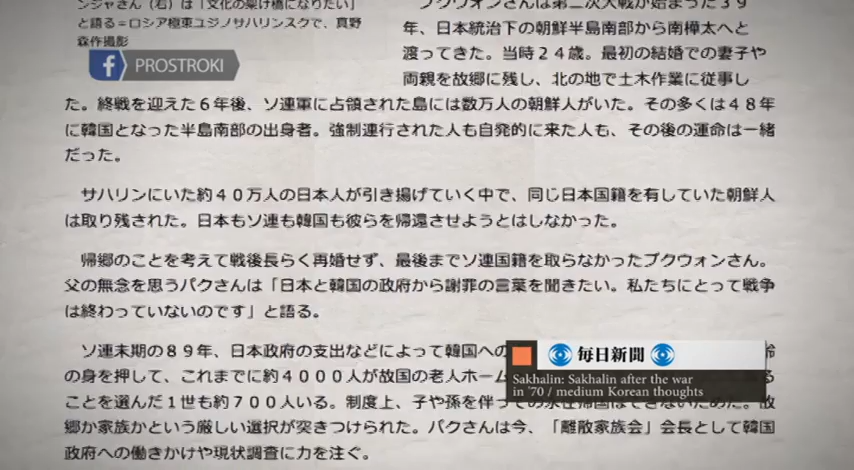 ンジャさん（右）は「文化の架け橋になりたい」
と語る＝ロシア極東ユジノサハリンスクで、真野
森作撮影
PROSTROKI
ブクウォンさんは第二次大戦が始まった３９
年、日本統治下の朝鮮半島南部から南樺太へと
渡ってきた。当時２４歳。最初の結婚での妻子や
両親を故郷に残し、北の地で土木作業に従事し
た。終戦を迎えた６年後、ソ連軍に占領された島には数万人の朝鮮人がいた。その多くは４８年
に韓国となった半島南部の出身者。強制連行された人も自発的に来た人も、その後の運命は一緒
だった。
サハリンにいた約４０万人の日本人が引き揚げていく中で、同じ日本国籍を有していた朝鮮人
は取り残された。日本もソ連も韓国も彼らを帰還させようとはしなかった。
帰郷のことを考えて戦後長らく再婚せず、最後までソ連国籍を取らなかったブクウォンさん。
父の無念を思うパクさんは「日本と韓国の政府から謝罪の言葉を聞きたい。私たちにとって戦争
は終わっていないのです」と語る。
ソ連末期の８９年、日本政府の支出などによって韓国への
の身を押して、これまでに約４０００人が故国の老人ホーム
ることを選んだ１世も約７００人いる。制度上、子や孫を伴っ
郷か家族かという厳しい選択が突きつけられた。パクさんは今、「離散家族会」会長として韓国
政府への働きかけや現状調査に力を注ぐ。
毎日新聞
Sakhalin: Sakhalin after the war
in '70 / medium Korean thoughts